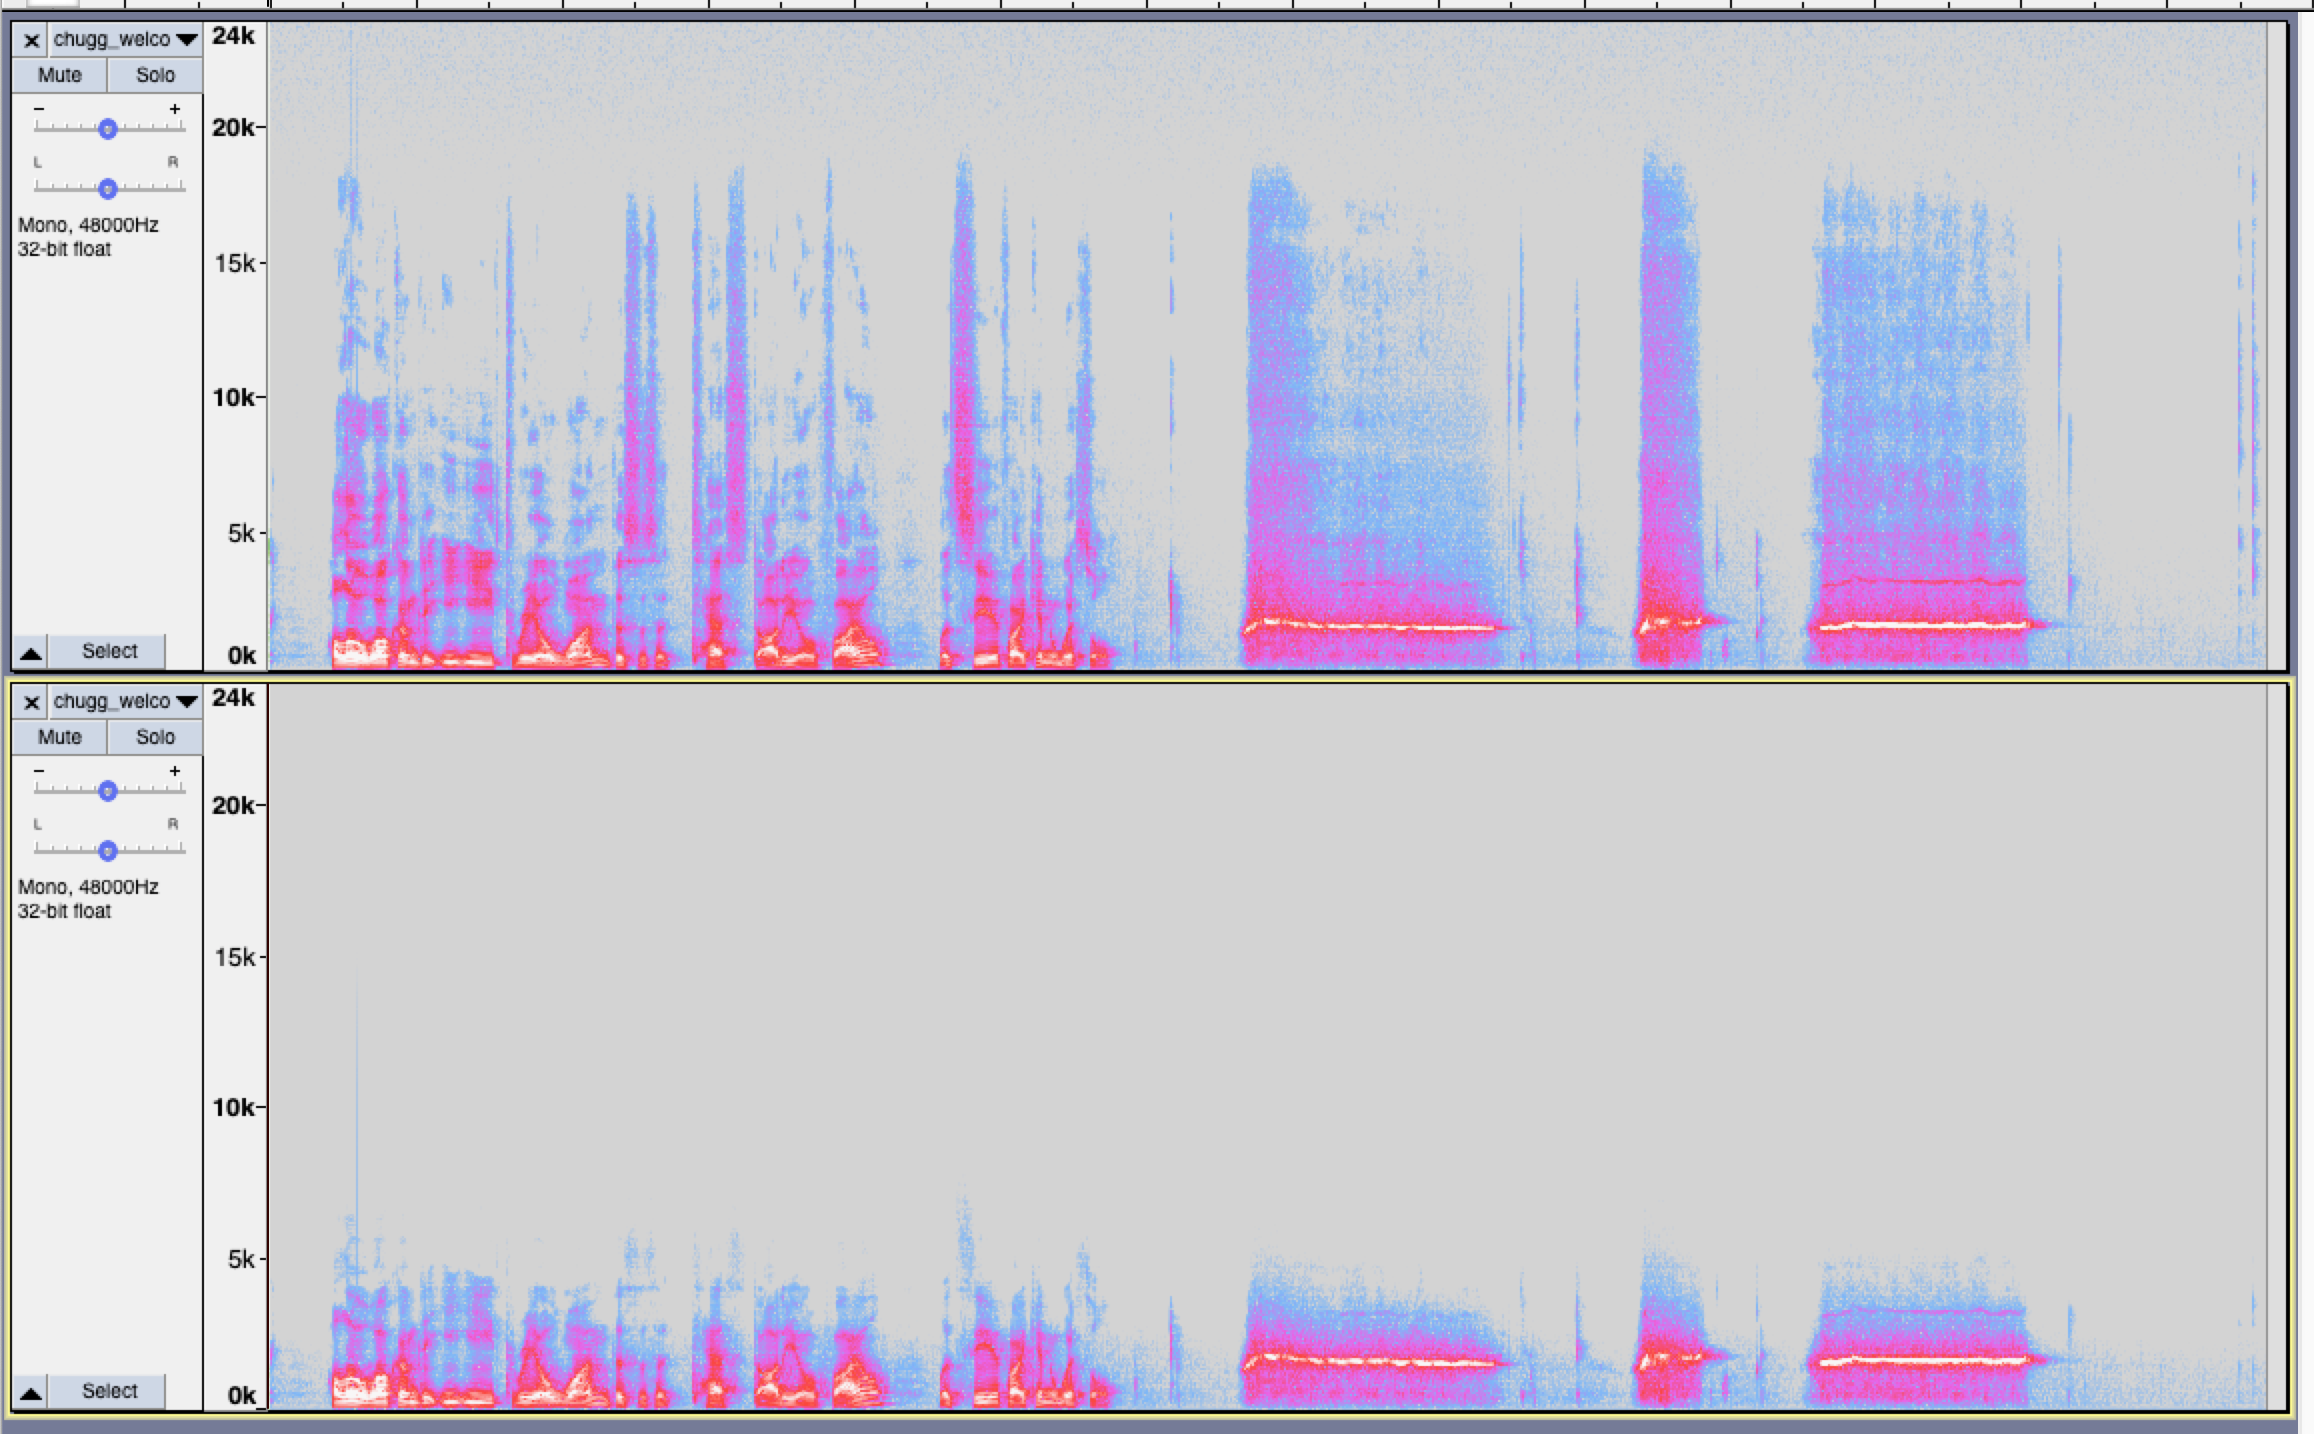 × chugg_welco
Mute Solo
- +
L R
Mono, 48000Hz
32-bit float
Select
24k
20k
15k
10k
5k
0k
× chugg_welco
Mute Solo
- +
L R
Mono, 48000Hz
32-bit float
Select
24k
20k
15k
10k
5k
0k